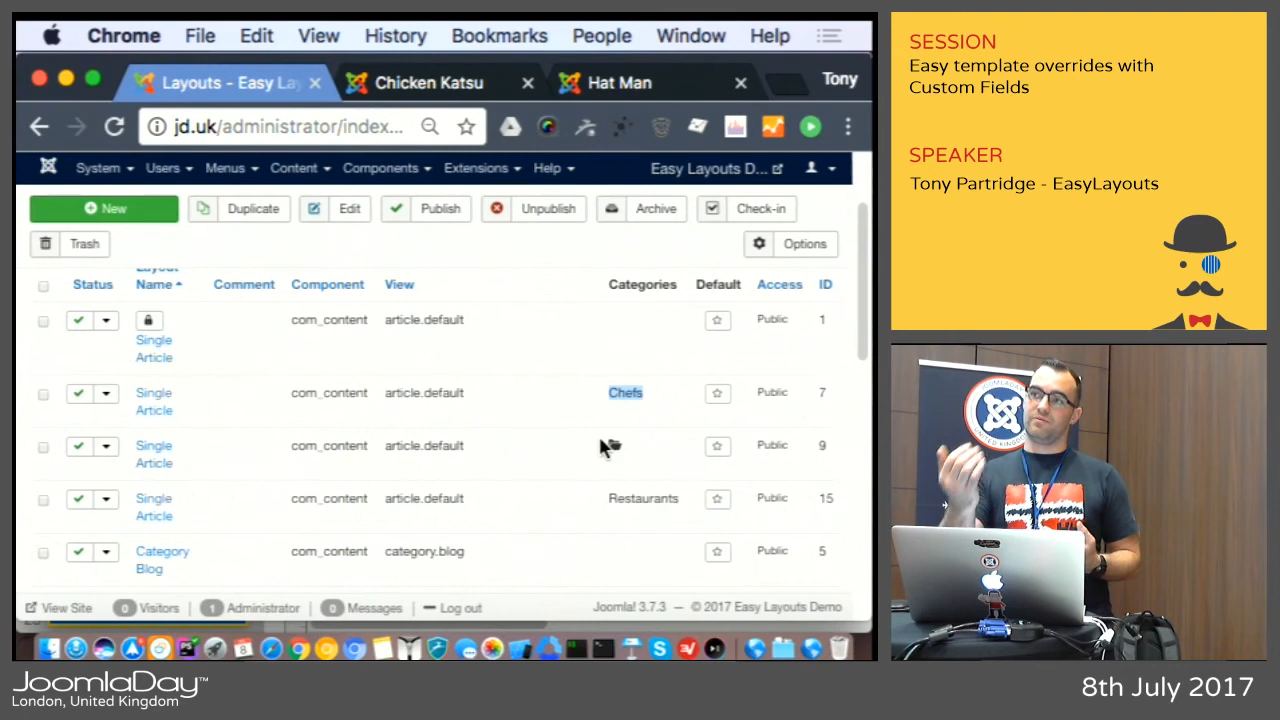 Chrome File Edit View History Bookmarks People Window Help
Layouts - Easy La
Chicken Katsu
Hat Man
Tony
jd.uk/administrator/index...
System Users Menus Content Components Extensions Help Easy Layouts D...
New Duplicate Edit Publish Unpublish Archive Check-in
Trash Options
Status Layout Name Comment Component View Categories Default Access ID
com_content article.default Public 1
Single
Article
Single com_content article.default Chefs Public 7
Article
Single com_content article.default Public 9
Article
Single com_content article.default Restaurants Public 15
Article
Category com_content category.blog Public 5
Blog
View Site 0 Visitors 1 Administrator 0 Messages Log out Joomla! 3.7.3 — © 2017 Easy Layouts Demo
SESSION
Easy template overrides with
Custom Fields
SPEAKER
Tony Partridge - EasyLayouts
JOOMLADAY
UNITED KINGDOM
JoomlaDay™
London, United Kingdom
8th July 2017